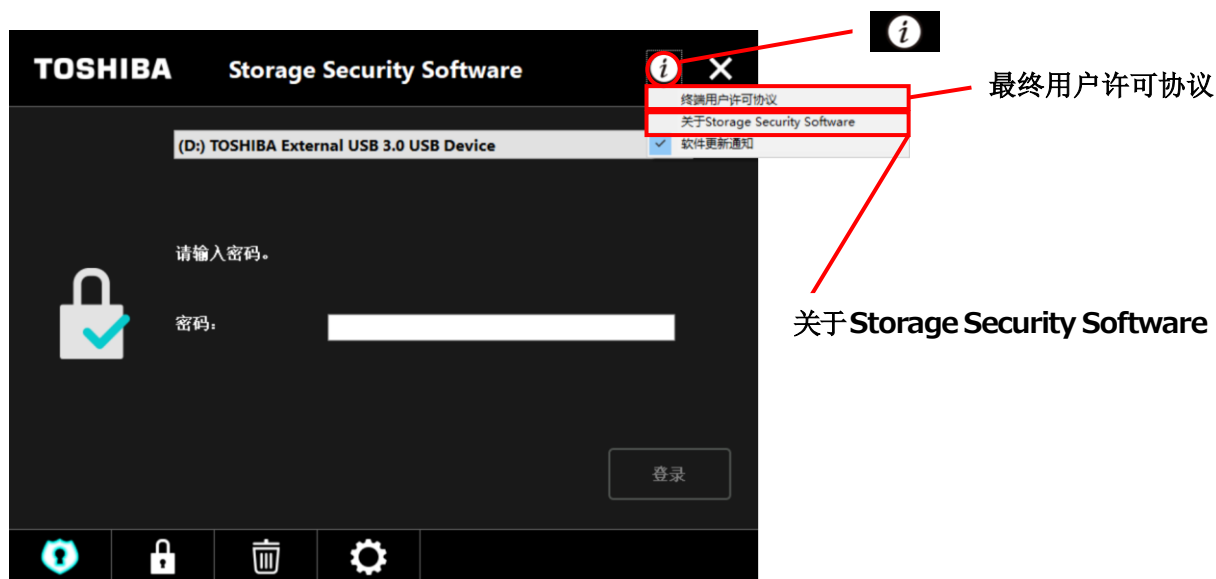 TOSHIBA Storage Security Software
最终用户许可协议
终端用户许可协议
关于Storage Security Software
软件更新通知
(D:) TOSHIBA External USB 3.0 USB Device
请输入密码。
密码:
关于Storage Security Software
登录